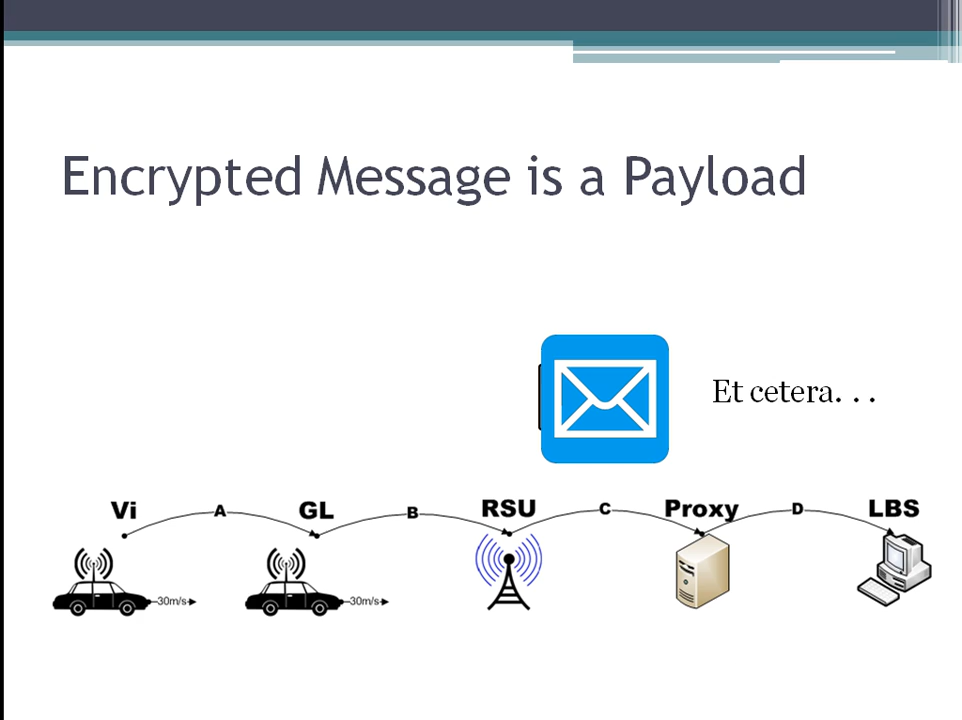 Encrypted Message is a Payload
Et cetera. . .
Vi A GL B RSU C Proxy D LBS
30m/s 30m/s